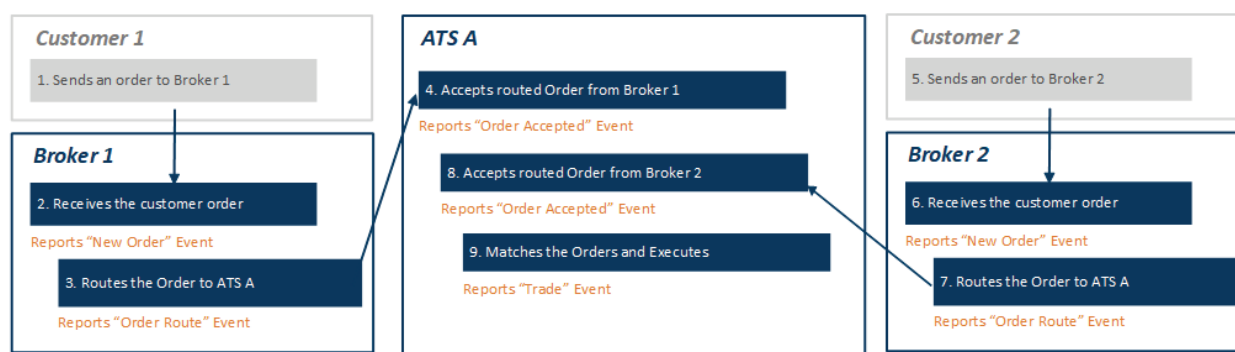 Customer 1
1. Sends an order to Broker 1
Broker 1
2. Receives the customer order
Reports “New Order” Event
3. Routes the Order to ATS A
Reports “Order Route” Event
ATS A
4. Accepts routed Order from Broker 1
Reports “Order Accepted” Event
8. Accepts routed Order from Broker 2
Reports “Order Accepted” Event
9. Matches the Orders and Executes
Reports “Trade” Event
Customer 2
5. Sends an order to Broker 2
Broker 2
6. Receives the customer order
Reports “New Order” Event
7. Routes the Order to ATS A
Reports “Order Route” Event